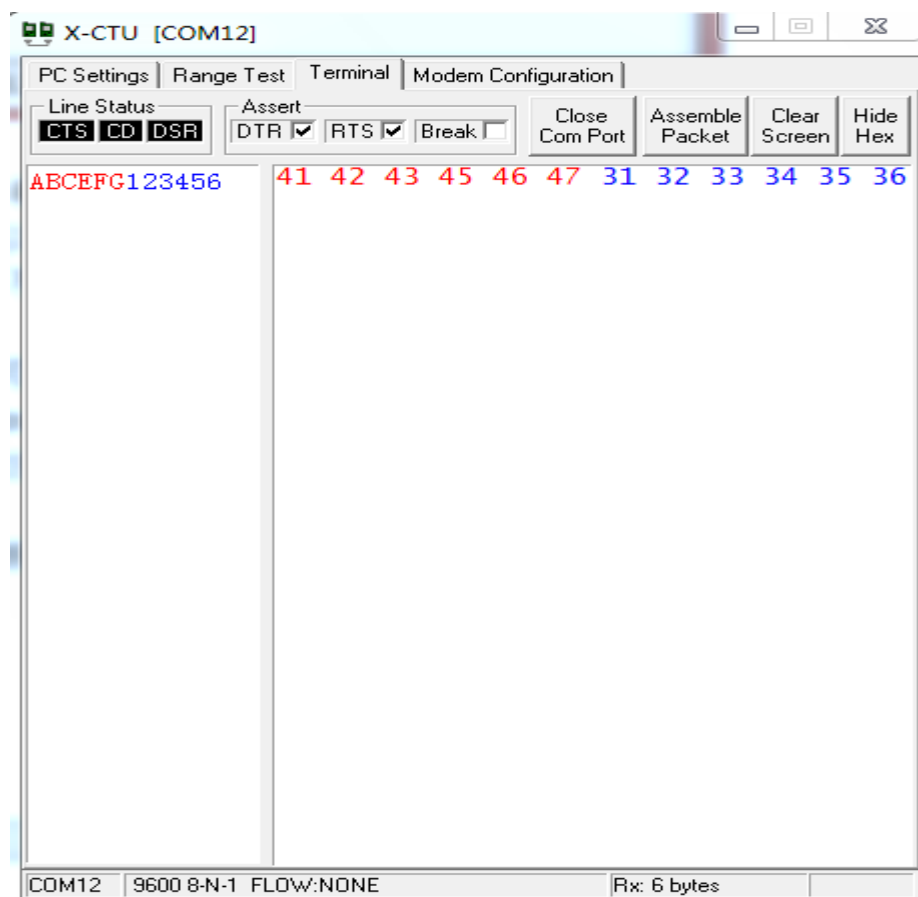 X-CTU [COM12]
PC Settings Range Test Terminal Modem Configuration
Line Status Assert
CTS CD DSR DTR RTS Break Close Com Port Assemble Packet Clear Screen Hide Hex
ABCEFG123456 41 42 43 45 46 47 31 32 33 34 35 36
COM12 9600 8-N-1 FLOW:NONE Rx: 6 bytes